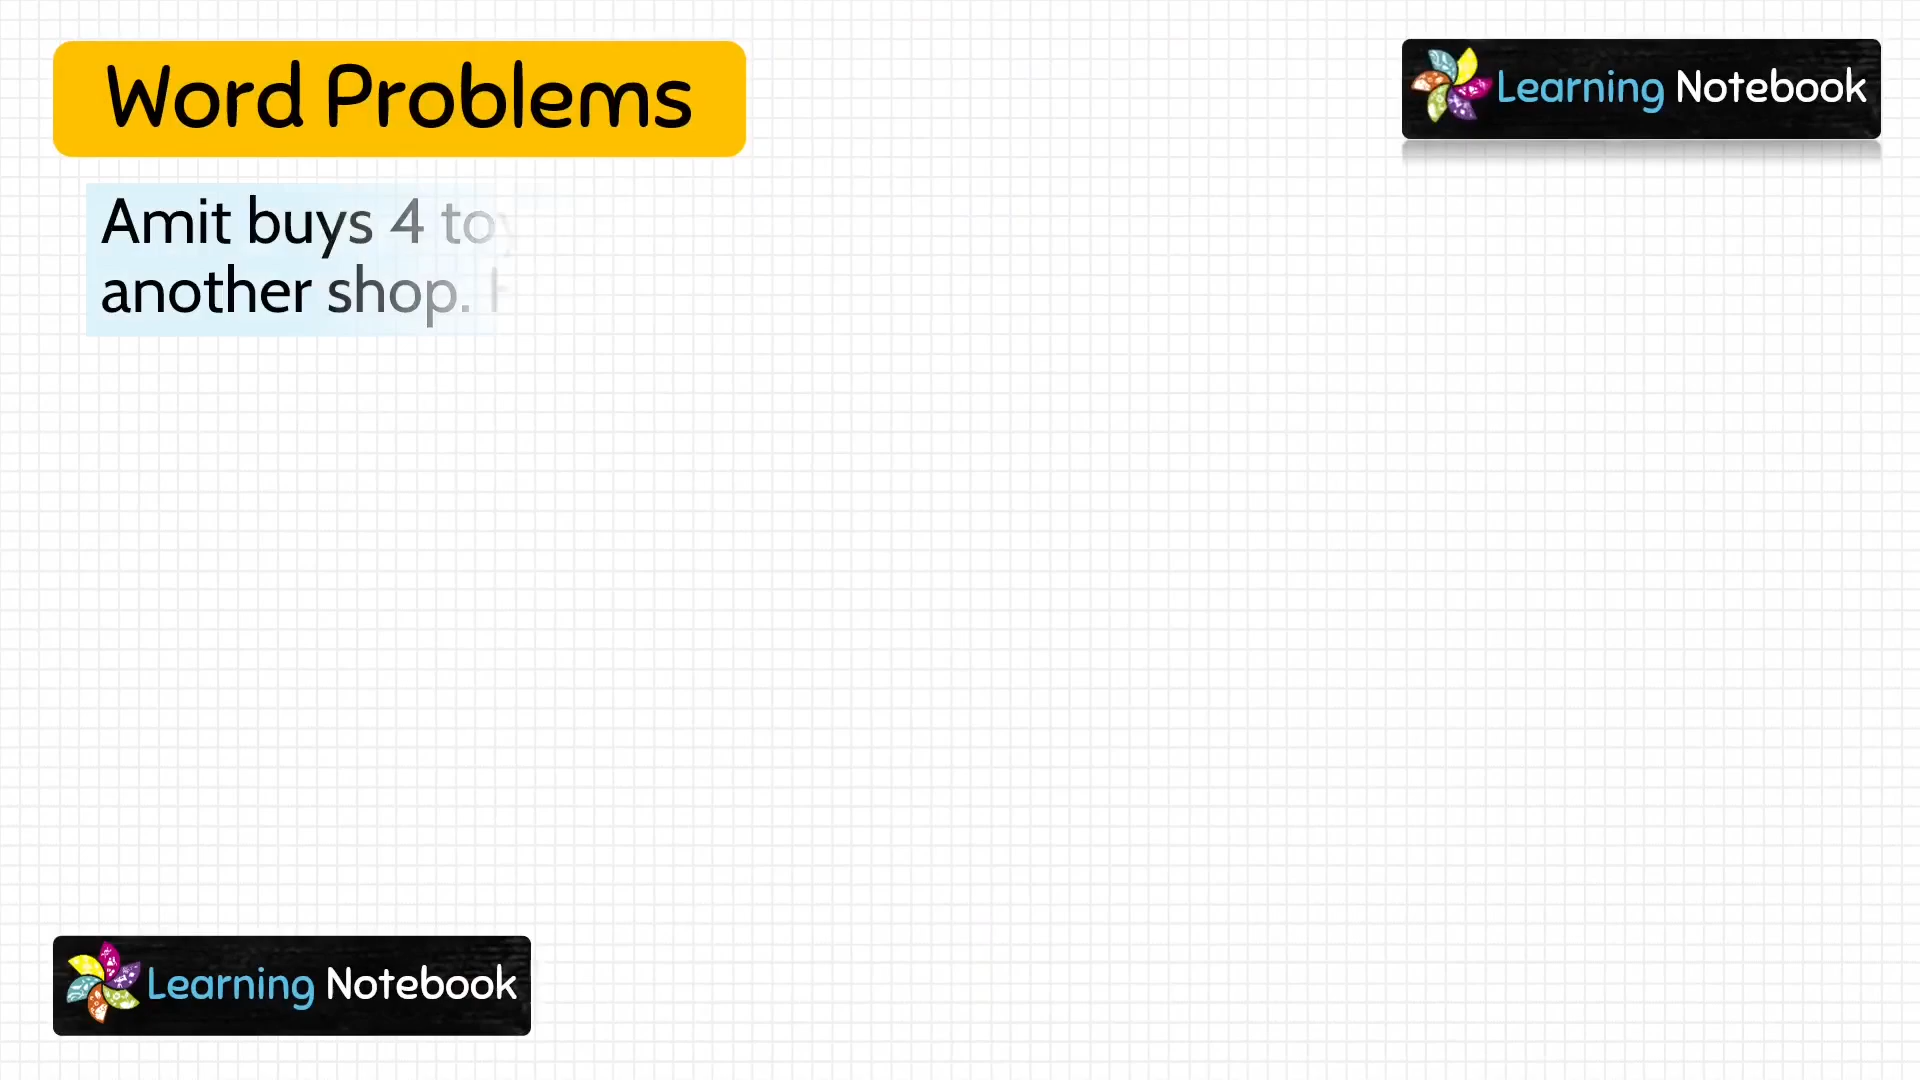 Word Problems
Learning Notebook
Amit buys 4
another shop.
Learning Notebook